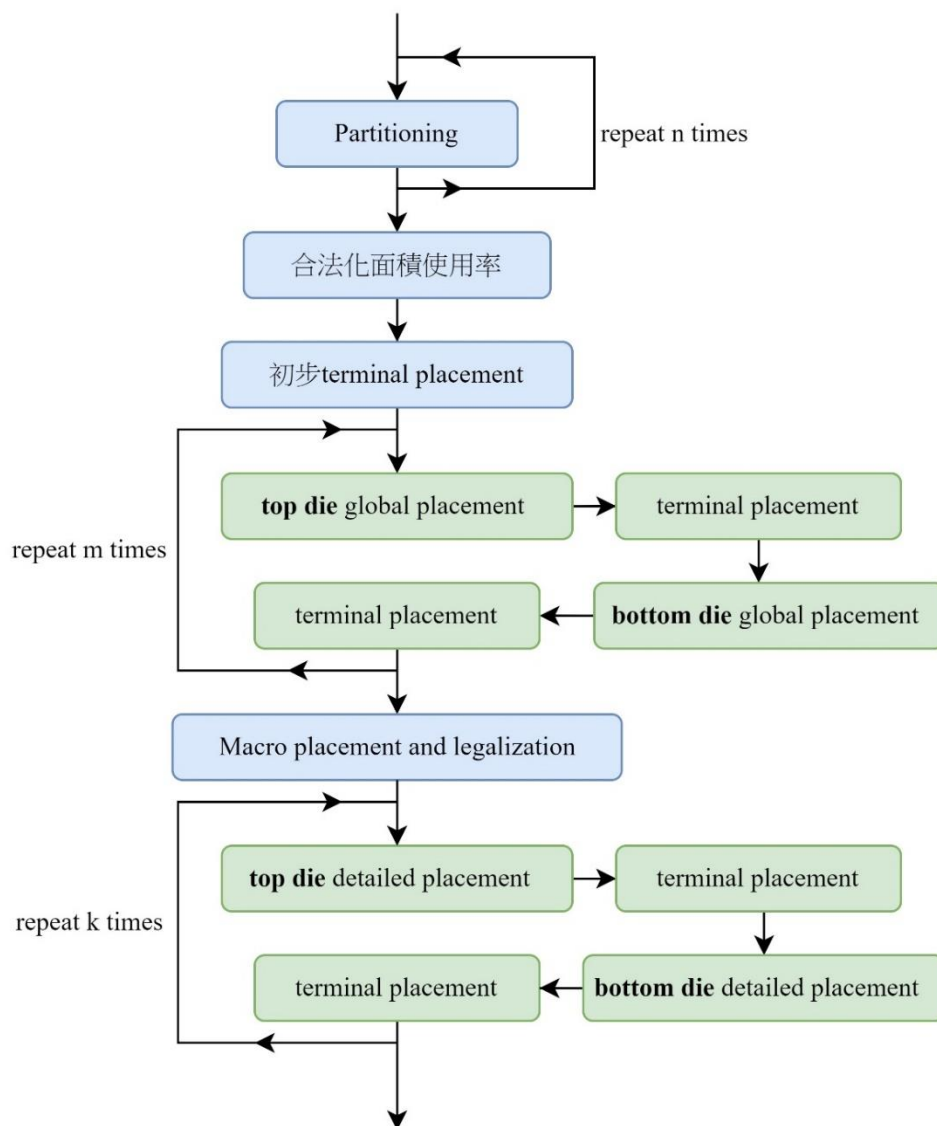 Partitioning
repeat n times
合法化面積使用率
初步terminal placement
top die global placement
terminal placement
repeat m times
terminal placement
bottom die global placement
Macro placement and legalization
top die detailed placement
terminal placement
repeat k times
terminal placement
bottom die detailed placement